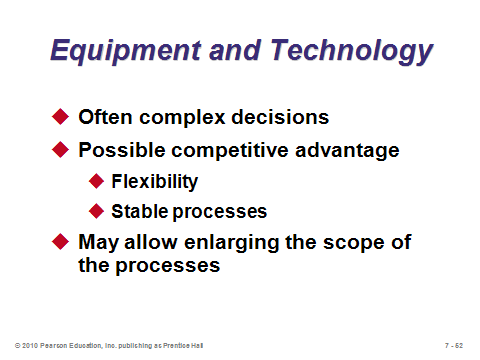 Equipment and Technology
Often complex decisions
Possible competitive advantage
Flexibility
Stable processes
May allow enlarging the scope of
the processes
© 2010 Pearson Education, Inc. publishing as Prentice Hall
7 - 52